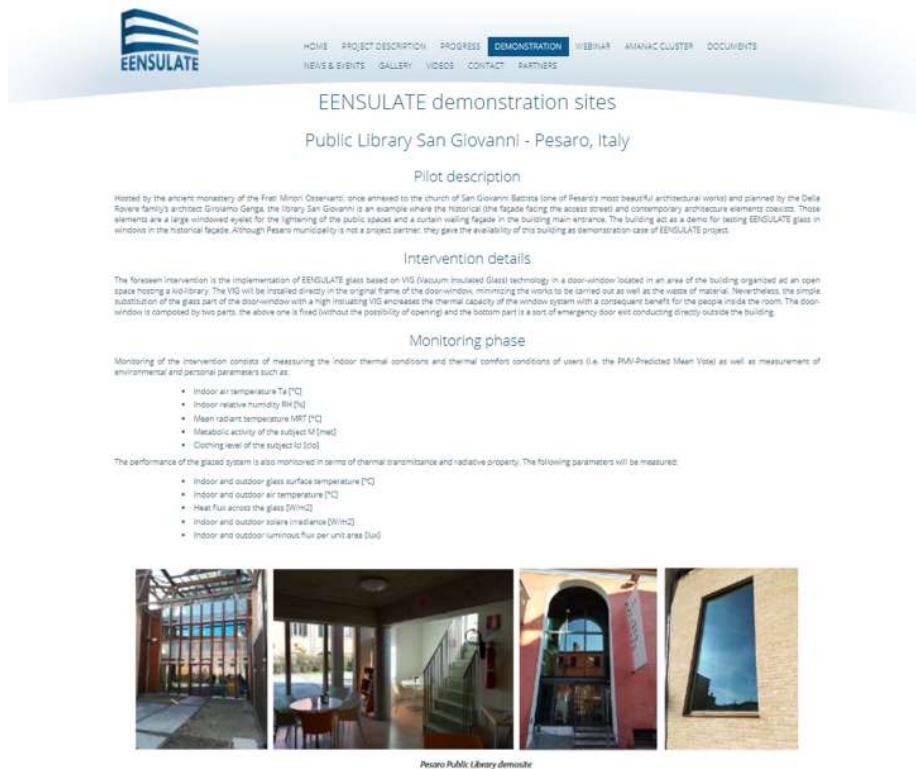 EENSULATE
HOME PROJECT DESCRIPTION PROGRESS DEMONSTRATION WEBINAR AMANAC CLUSTER DOCUMENTS
NEWS & EVENTS GALLERY VIDEOS CONTACT PARTNERS
EENSULATE demonstration sites
Public Library San Giovanni - Pesaro, Italy
Pilot description
Hosted by the ancient monastery of the Frati Minori Osservanti, once annexed to the church of San Giovanni Battista (one of Pesaro's most beautiful architectural works) and planned by the Della
Rovere family's architect Girolamo Genga, the library San Giovanni is an example where the historical (the façade facing the access street) and contemporary architecture elements coexists. Those
elements are a large windowed eyelet for the lightening of the public spaces and a curtain walling façade in the building main entrance. The building act as a demo for testing EENSULATE glass in
windows in the historical façade. Although Pesaro municipality is not a project partner, they gave the availability of this building as demonstration case of EENSULATE project.
Intervention details
The foreseen intervention is the implementation of EENSULATE glass based on VIG (Vacuum Insulated Glass) technology in a door-window located in an area of the building organized ad an open
space hosting a kid-library. The VIG will be installed directly in the original frame of the door-window, minimizing the works to be carried out as well as the waste of material. Nevertheless, the simple
substitution of the glass part of the door-window with a high insluating VIG encreases the thermal capacity of the window system with a consequent benefit for the people inside the room. The door-
window is composed by two parts, the above one is fixed (without the possibility of opening) and the bottom part is a sort of emergency door exit conducting directly outside the building.
Monitoring phase
Monitoring of the intervention consists of meassuring the indoor thermal conditions and thermal comfort conditions of users (i.e. the PMV-Predicted Mean Vote) as well as measurement of
environmental and personal parameters such as:
• Indoor air temperature Ta [°C]
• Indoor relative humidity RH [%]
• Mean radiant temperature MRT [°C]
• Metabolic activity of the subject M [met]
• Clothing level of the subject Icl [clo]
The performance of the glazed system is also monitored in terms of thermal transmittance and radiative property. The following parameters will be measured:
• Indoor and outdoor glass surface temperature [°C]
• Indoor and outdoor air temperature [°C]
• Heat flux across the glass [W/m2]
• Indoor and outdoor solare irradiance [W/m2]
• Indoor and outdoor luminous flux per unit area [lux]
Pesaro Public Library demosite